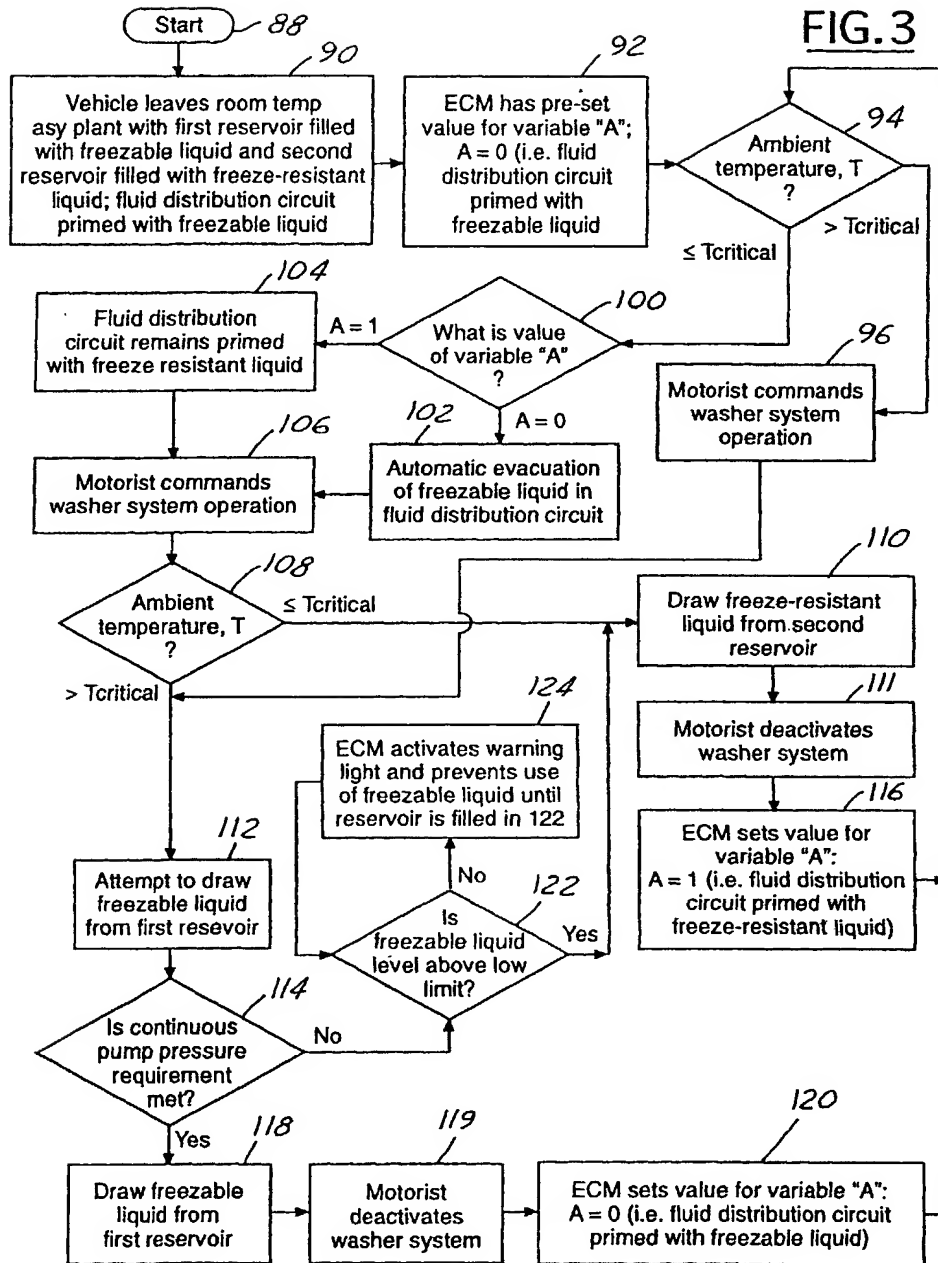 FIG.3
Start
88
90
Vehicle leaves room temp
asy plant with first reservoir filled
with freezable liquid and second
reservoir filled with freeze-resistant
liquid; fluid distribution circuit
primed with freezable liquid
92
ECM has pre-set
value for variable "A";
A = 0 (i.e. fluid
distribution circuit
primed with
freezable liquid
94
Ambient
temperature, T
?
≤ Tcritical
> Tcritical
104
Fluid distribution
circuit remains primed
with freeze resistant liquid
A = 1
100
What is value
of variable "A"
?
A = 0
96
Motorist commands
washer system
operation
106
Motorist commands
washer system operation
102
Automatic evacuation
of freezable liquid in
fluid distribution circuit
108
Ambient
temperature, T
?
≤ Tcritical
> Tcritical
110
Draw freeze-resistant
liquid from second
reservoir
111
Motorist deactivates
washer system
116
ECM sets value for
variable "A":
A = 1 (i.e. fluid distribution
circuit primed with
freeze-resistant liquid)
124
ECM activates warning
light and prevents use
of freezable liquid until
reservoir is filled in 122
112
Attempt to draw
freezable liquid
from first resevoir
No
122
Is
freezable liquid
level above low
limit?
Yes
114
Is continuous
pump pressure
requirement
met?
No
Yes
118
Draw freezable
liquid from
first reservoir
119
Motorist
deactivates
washer system
120
ECM sets value for variable "A":
A = 0 (i.e. fluid distribution circuit
primed with freezable liquid)